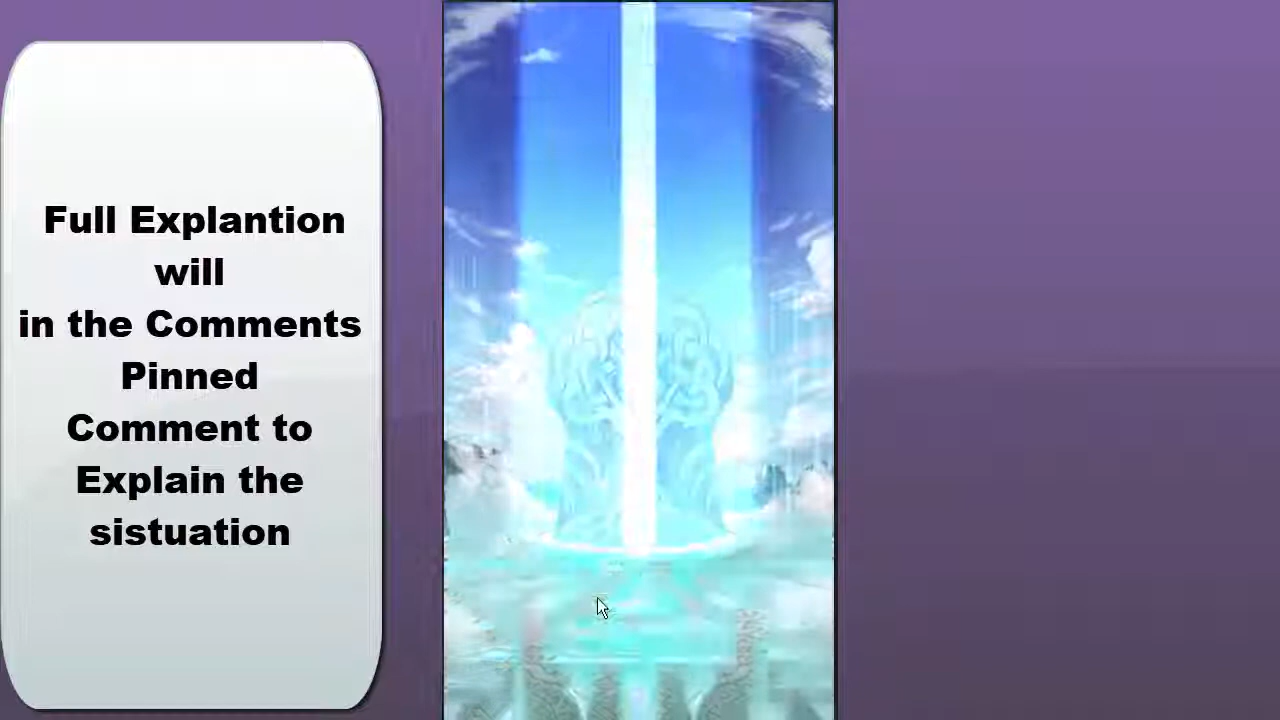 Full Explantion
will
in the Comments
Pinned
Comment to
Explain the
sistuation